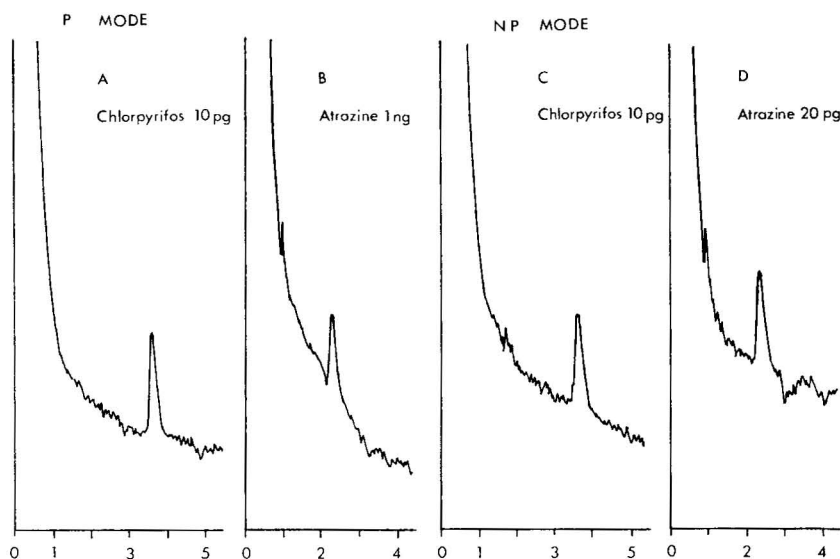 P MODE
NP MODE
A
B
C
D
Chlorpyrifos 10 pg
Atrazine 1 ng
Chlorpyrifos 10 pg
Atrazine 20 pg
0 1 3 5
0 2 4
0 1 3 5
0 2 4